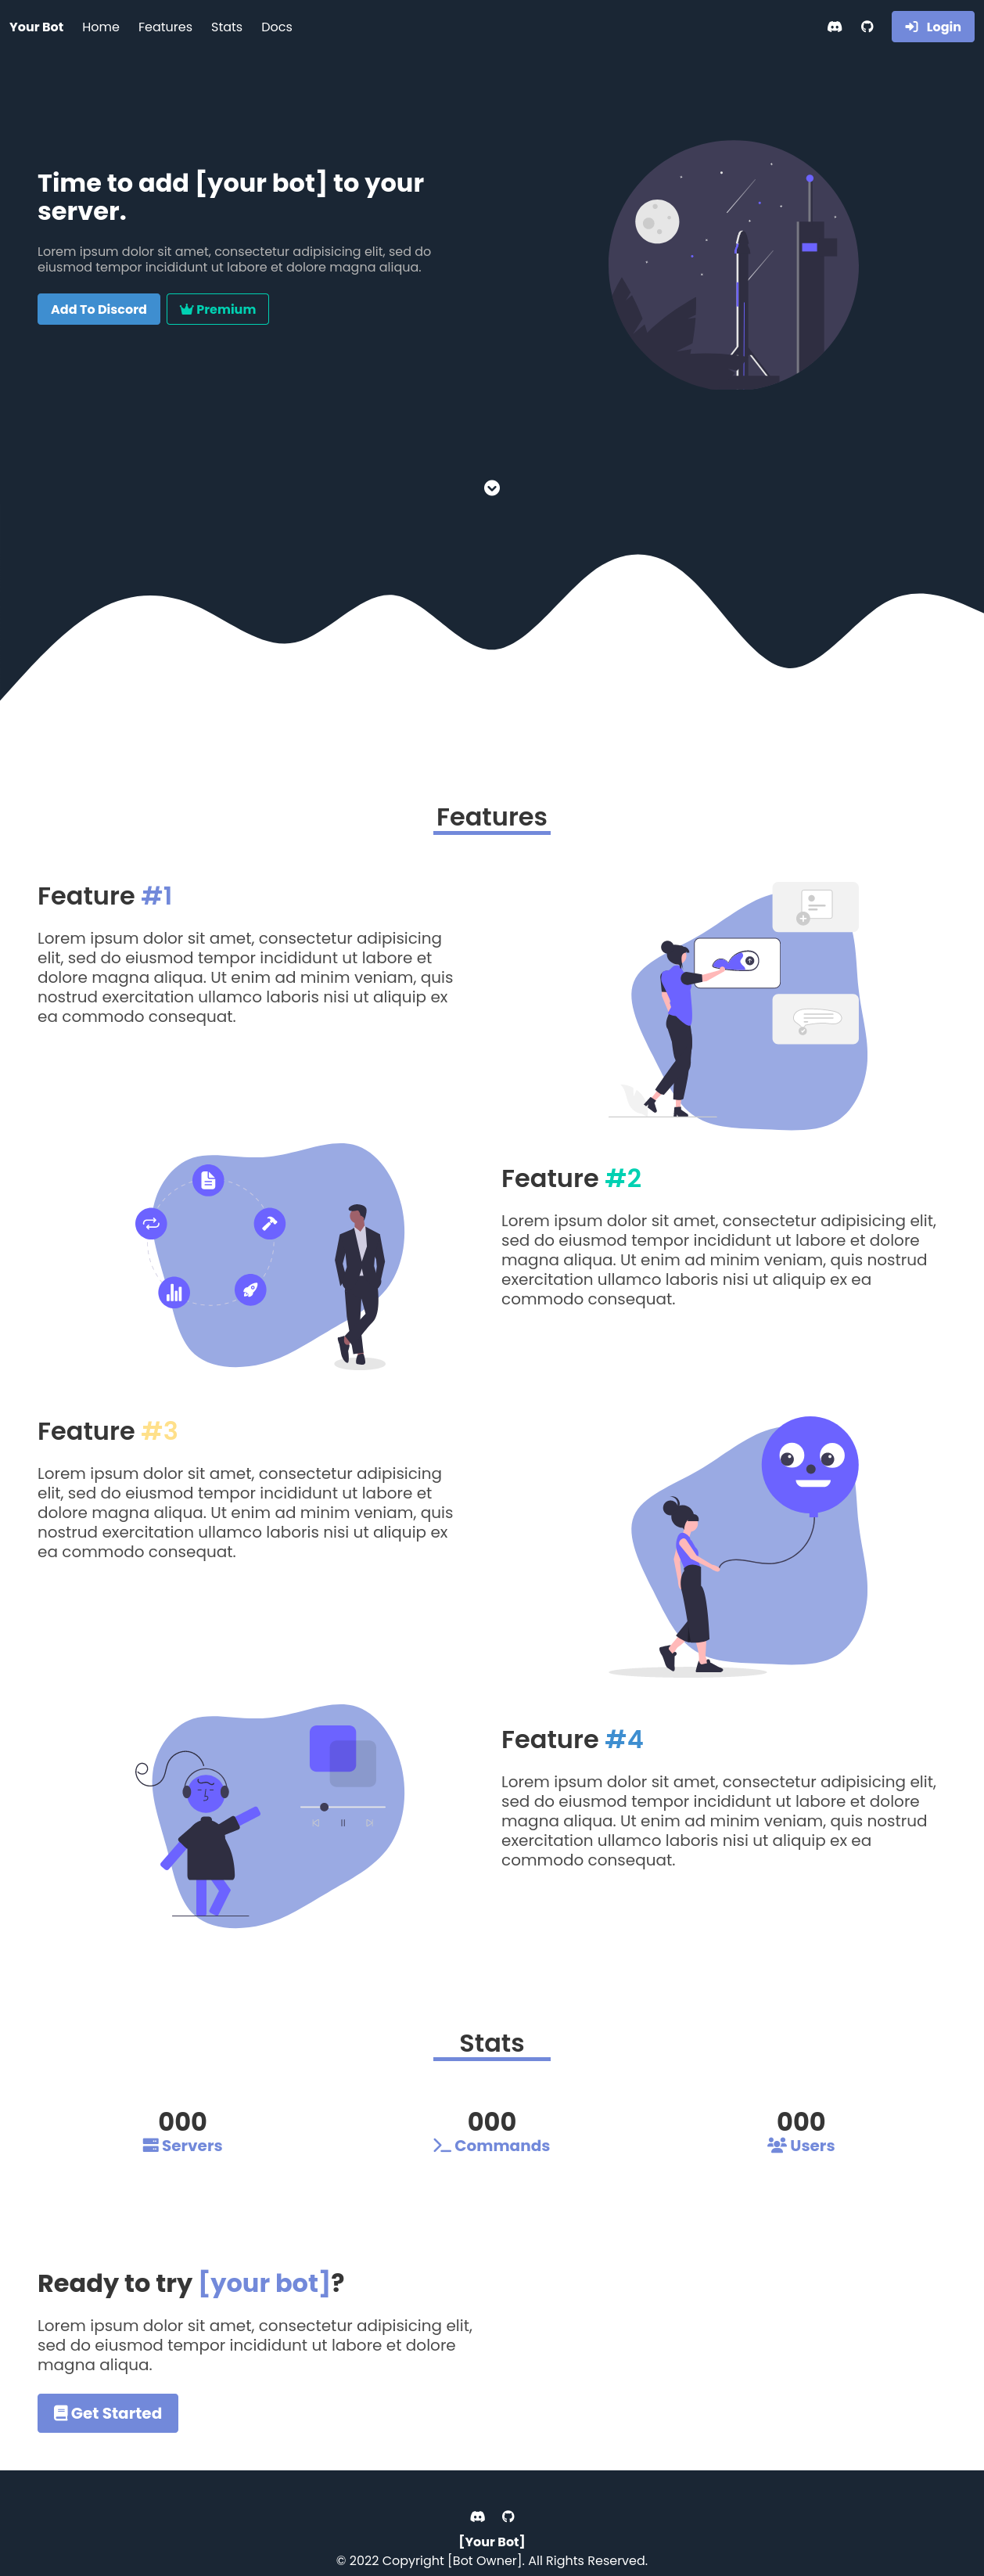 Your Bot Home Features Stats Docs Login
Time to add [your bot] to your
server.
Lorem ipsum dolor sit amet, consectetur adipisicing elit, sed do
eiusmod tempor incididunt ut labore et dolore magna aliqua.
Add To Discord Premium
Features
Feature #1
Lorem ipsum dolor sit amet, consectetur adipisicing
elit, sed do eiusmod tempor incididunt ut labore et
dolore magna aliqua. Ut enim ad minim veniam, quis
nostrud exercitation ullamco laboris nisi ut aliquip ex
ea commodo consequat.
Feature #2
Lorem ipsum dolor sit amet, consectetur adipisicing elit,
sed do eiusmod tempor incididunt ut labore et dolore
magna aliqua. Ut enim ad minim veniam, quis nostrud
exercitation ullamco laboris nisi ut aliquip ex ea
commodo consequat.
Feature #3
Lorem ipsum dolor sit amet, consectetur adipisicing
elit, sed do eiusmod tempor incididunt ut labore et
dolore magna aliqua. Ut enim ad minim veniam, quis
nostrud exercitation ullamco laboris nisi ut aliquip ex
ea commodo consequat.
Feature #4
Lorem ipsum dolor sit amet, consectetur adipisicing elit,
sed do eiusmod tempor incididunt ut labore et dolore
magna aliqua. Ut enim ad minim veniam, quis nostrud
exercitation ullamco laboris nisi ut aliquip ex ea
commodo consequat.
Stats
000
Servers
000
Commands
000
Users
Ready to try [your bot]?
Lorem ipsum dolor sit amet, consectetur adipisicing elit,
sed do eiusmod tempor incididunt ut labore et dolore
magna aliqua.
Get Started
[Your Bot]
© 2022 Copyright [Bot Owner]. All Rights Reserved.